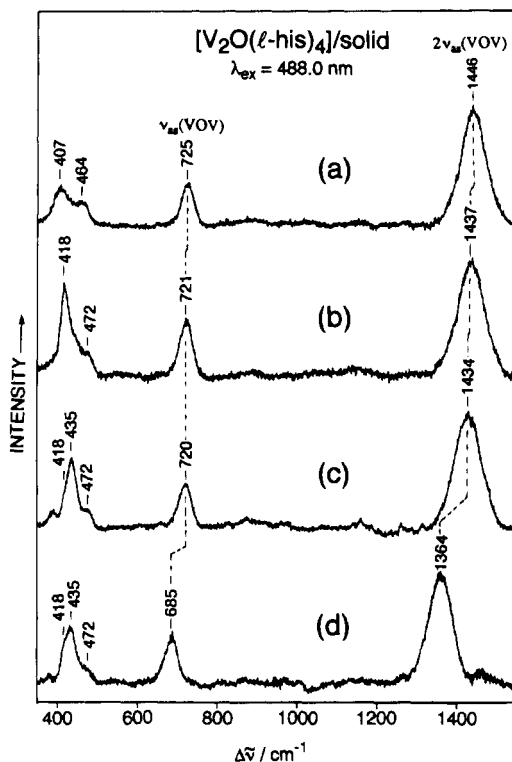 [V₂O(ℓ-his)₄]/solid
λex = 488.0 nm
νas(VOV)
2νas(VOV)
407
464
725
1446
(a)
418
472
721
1437
(b)
418
435
472
720
1434
(c)
418
435
472
685
1364
(d)
INTENSITY →
400 600 800 1000 1200 1400
Δν̃ / cm⁻¹